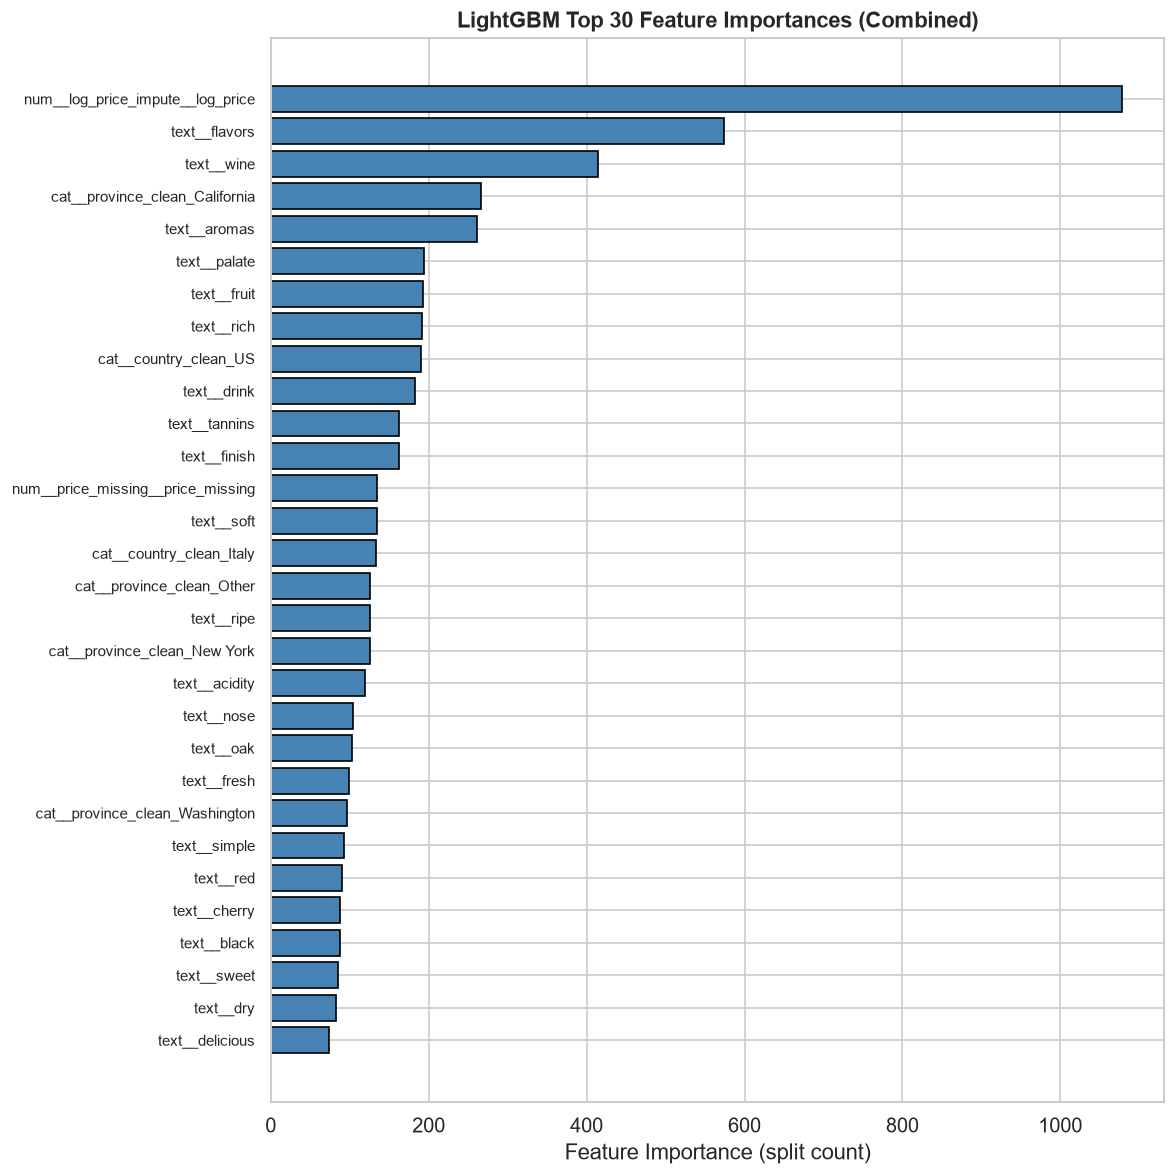 LightGBM Top 30 Feature Importances (Combined)
num__log_price_impute__log_price
text__flavors
text__wine
cat__province_clean_California
text__aromas
text__palate
text__fruit
text__rich
cat__country_clean_US
text__drink
text__tannins
text__finish
num__price_missing__price_missing
text__soft
cat__country_clean_Italy
cat__province_clean_Other
text__ripe
cat__province_clean_New York
text__acidity
text__nose
text__oak
text__fresh
cat__province_clean_Washington
text__simple
text__red
text__cherry
text__black
text__sweet
text__dry
text__delicious
0 200 400 600 800 1000
Feature Importance (split count)